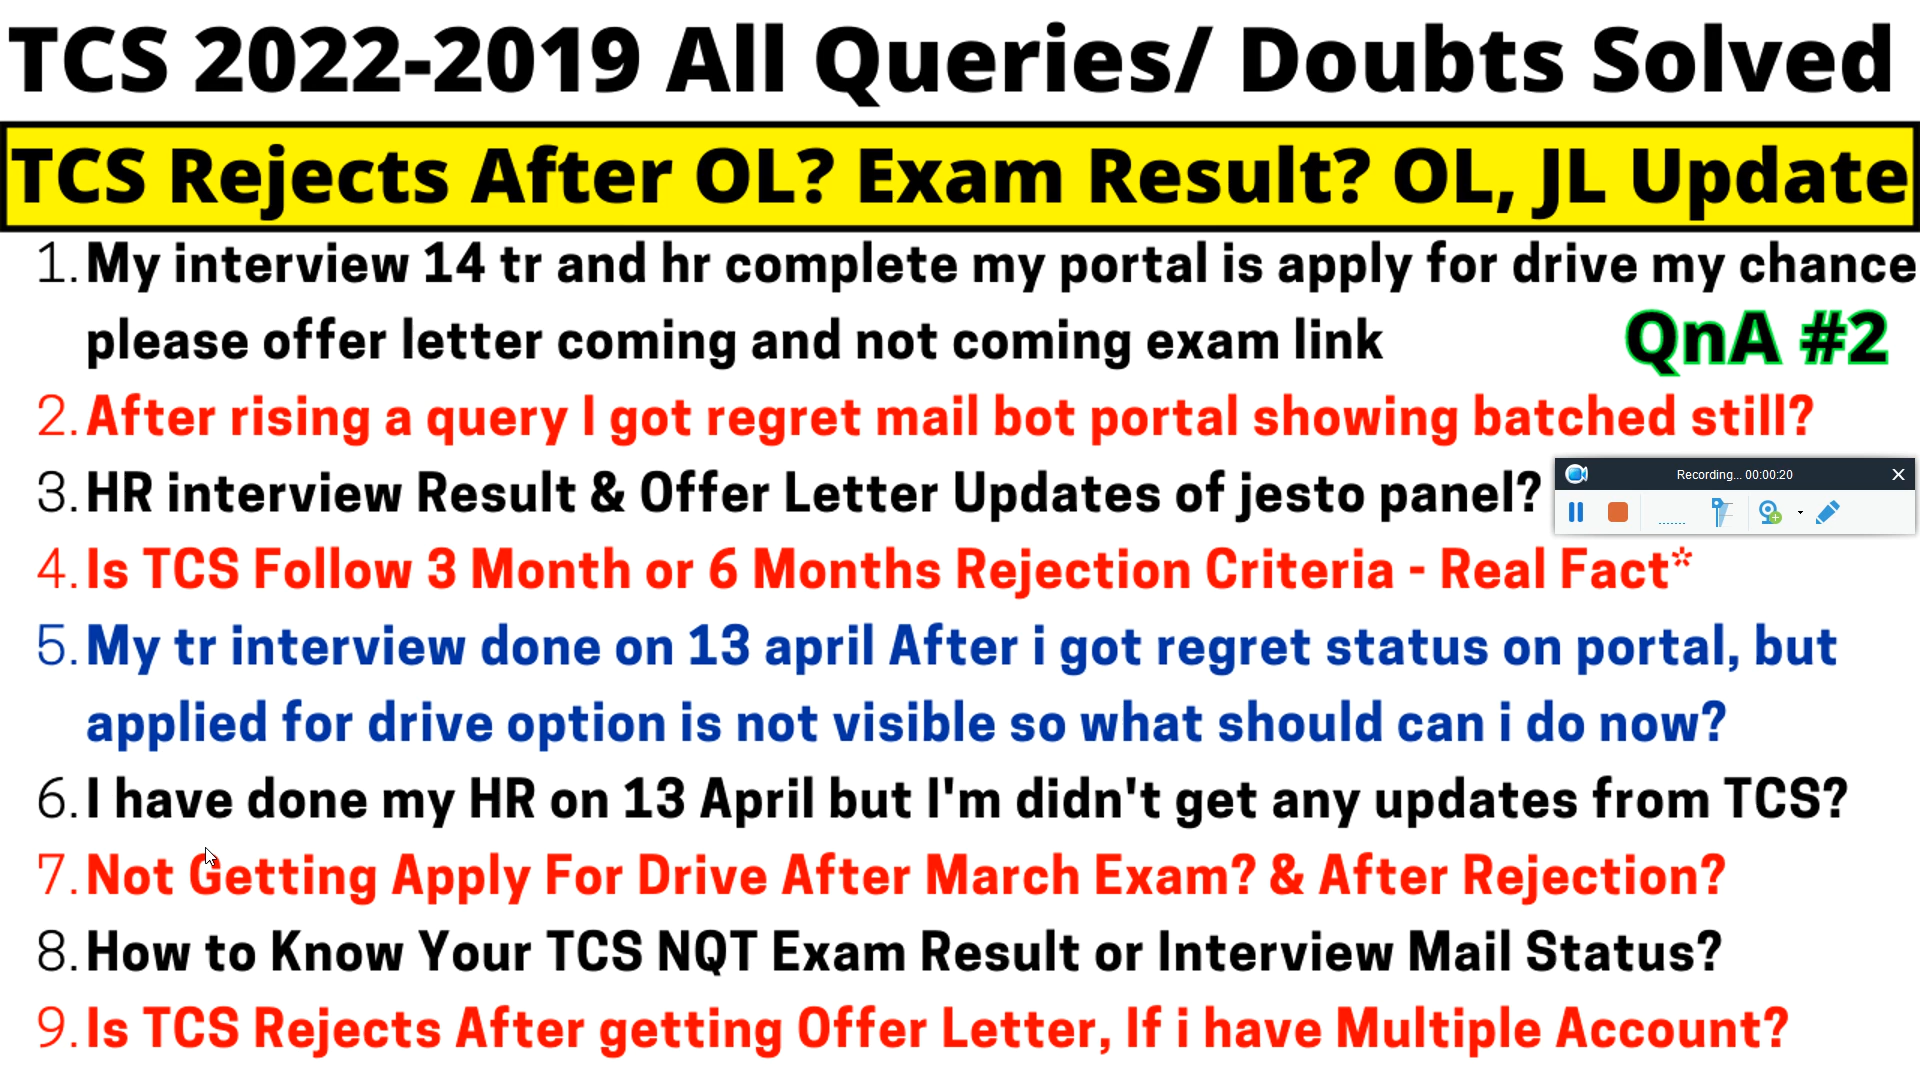 TCS 2022-2019 All Queries/ Doubts Solved
TCS Rejects After OL? Exam Result? OL, JL Update
1. My interview 14 tr and hr complete my portal is apply for drive my chance
please offer letter coming and not coming exam link
QnA #2
2. After rising a query I got regret mail bot portal showing batched still?
3. HR interview Result & Offer Letter Updates of jesto panel?
Recording... 00:00:20
4. Is TCS Follow 3 Month or 6 Months Rejection Criteria - Real Fact*
5. My tr interview done on 13 april After i got regret status on portal, but
applied for drive option is not visible so what should can i do now?
6. I have done my HR on 13 April but I'm didn't get any updates from TCS?
7. Not Getting Apply For Drive After March Exam? & After Rejection?
8. How to Know Your TCS NQT Exam Result or Interview Mail Status?
9. Is TCS Rejects After getting Offer Letter, If i have Multiple Account?